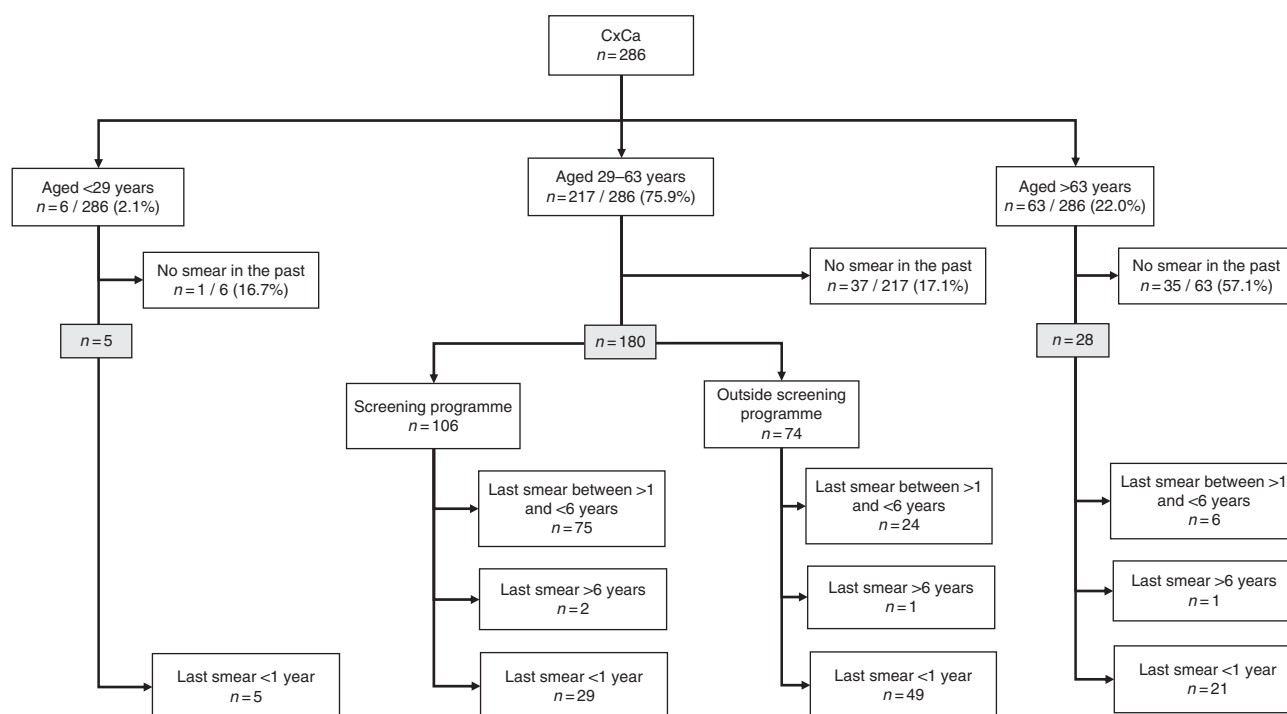 CxCa
n = 286
Aged <29 years
n = 6 / 286 (2.1%)
Aged 29–63 years
n = 217 / 286 (75.9%)
Aged >63 years
n = 63 / 286 (22.0%)
No smear in the past
n = 1 / 6 (16.7%)
No smear in the past
n = 37 / 217 (17.1%)
No smear in the past
n = 35 / 63 (57.1%)
n = 5
n = 180
n = 28
Screening programme
n = 106
Outside screening
programme
n = 74
Last smear between >1
and <6 years
n = 75
Last smear between >1
and <6 years
n = 24
Last smear between >1
and <6 years
n = 6
Last smear >6 years
n = 2
Last smear >6 years
n = 1
Last smear >6 years
n = 1
Last smear <1 year
n = 5
Last smear <1 year
n = 29
Last smear <1 year
n = 49
Last smear <1 year
n = 21